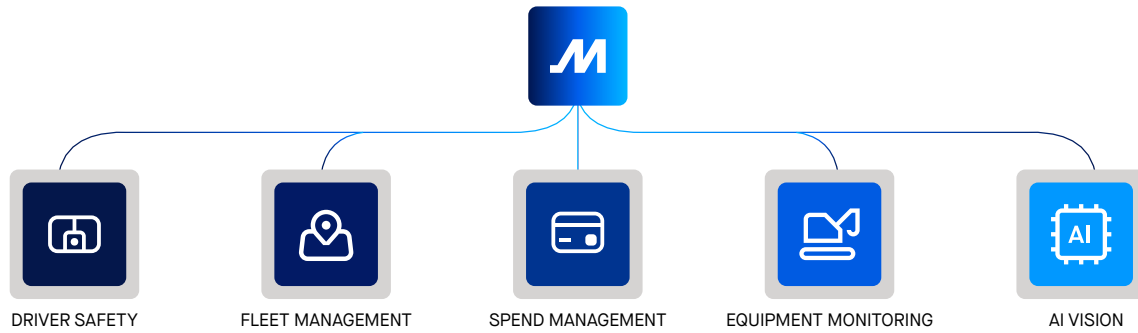 M
AI
DRIVER SAFETY
FLEET MANAGEMENT
SPEND MANAGEMENT
EQUIPMENT MONITORING
AI VISION